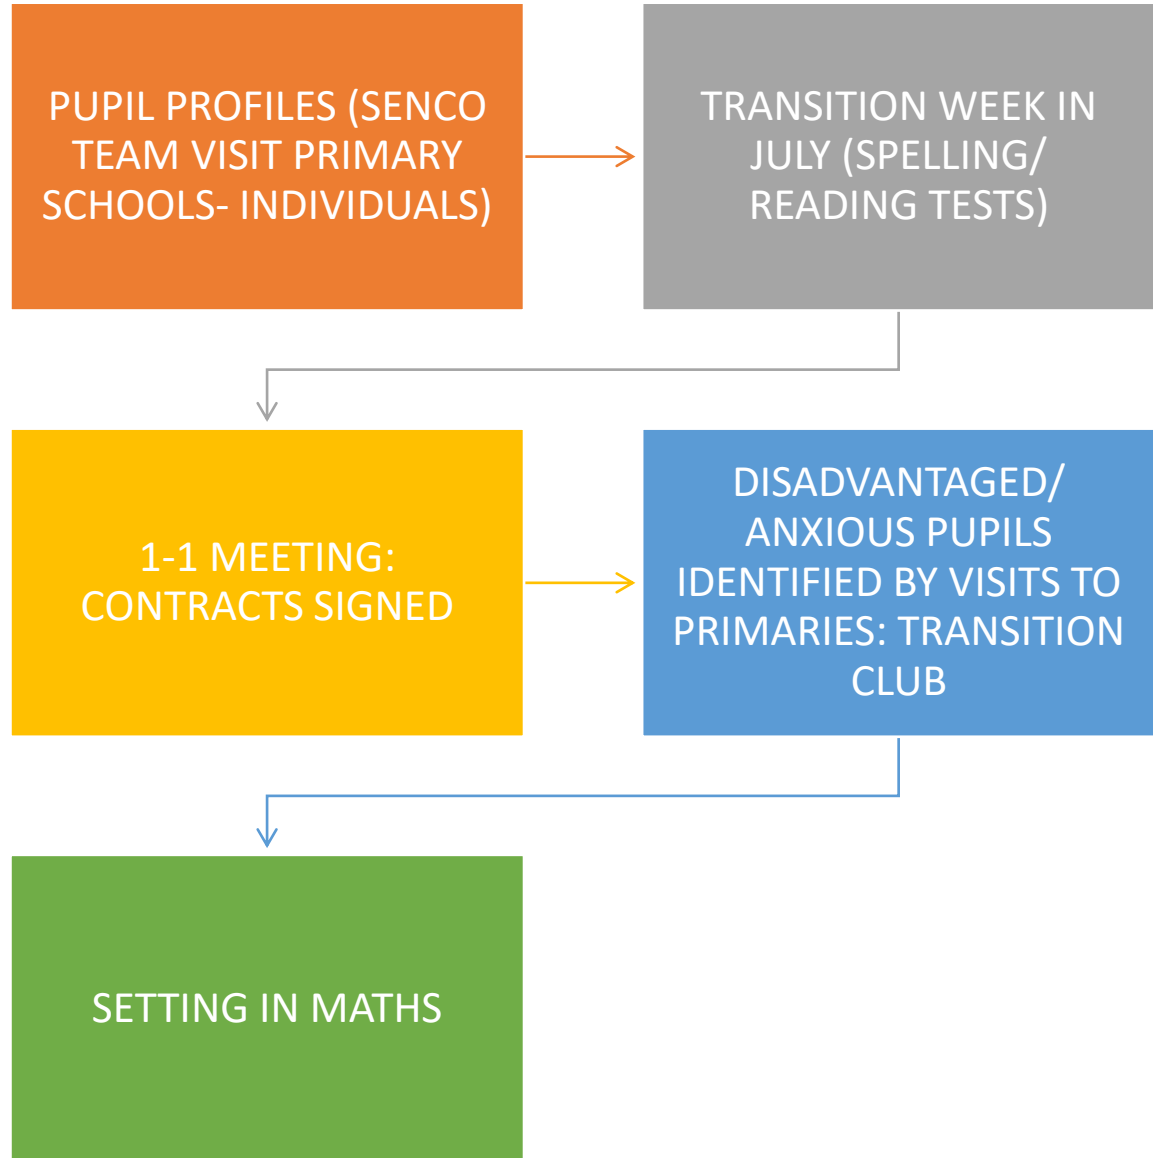 PUPIL PROFILES (SENCO
TEAM VISIT PRIMARY
SCHOOLS- INDIVIDUALS)
TRANSITION WEEK IN
JULY (SPELLING/
READING TESTS)
1-1 MEETING:
CONTRACTS SIGNED
DISADVANTAGED/
ANXIOUS PUPILS
IDENTIFIED BY VISITS TO
PRIMARIES: TRANSITION
CLUB
SETTING IN MATHS